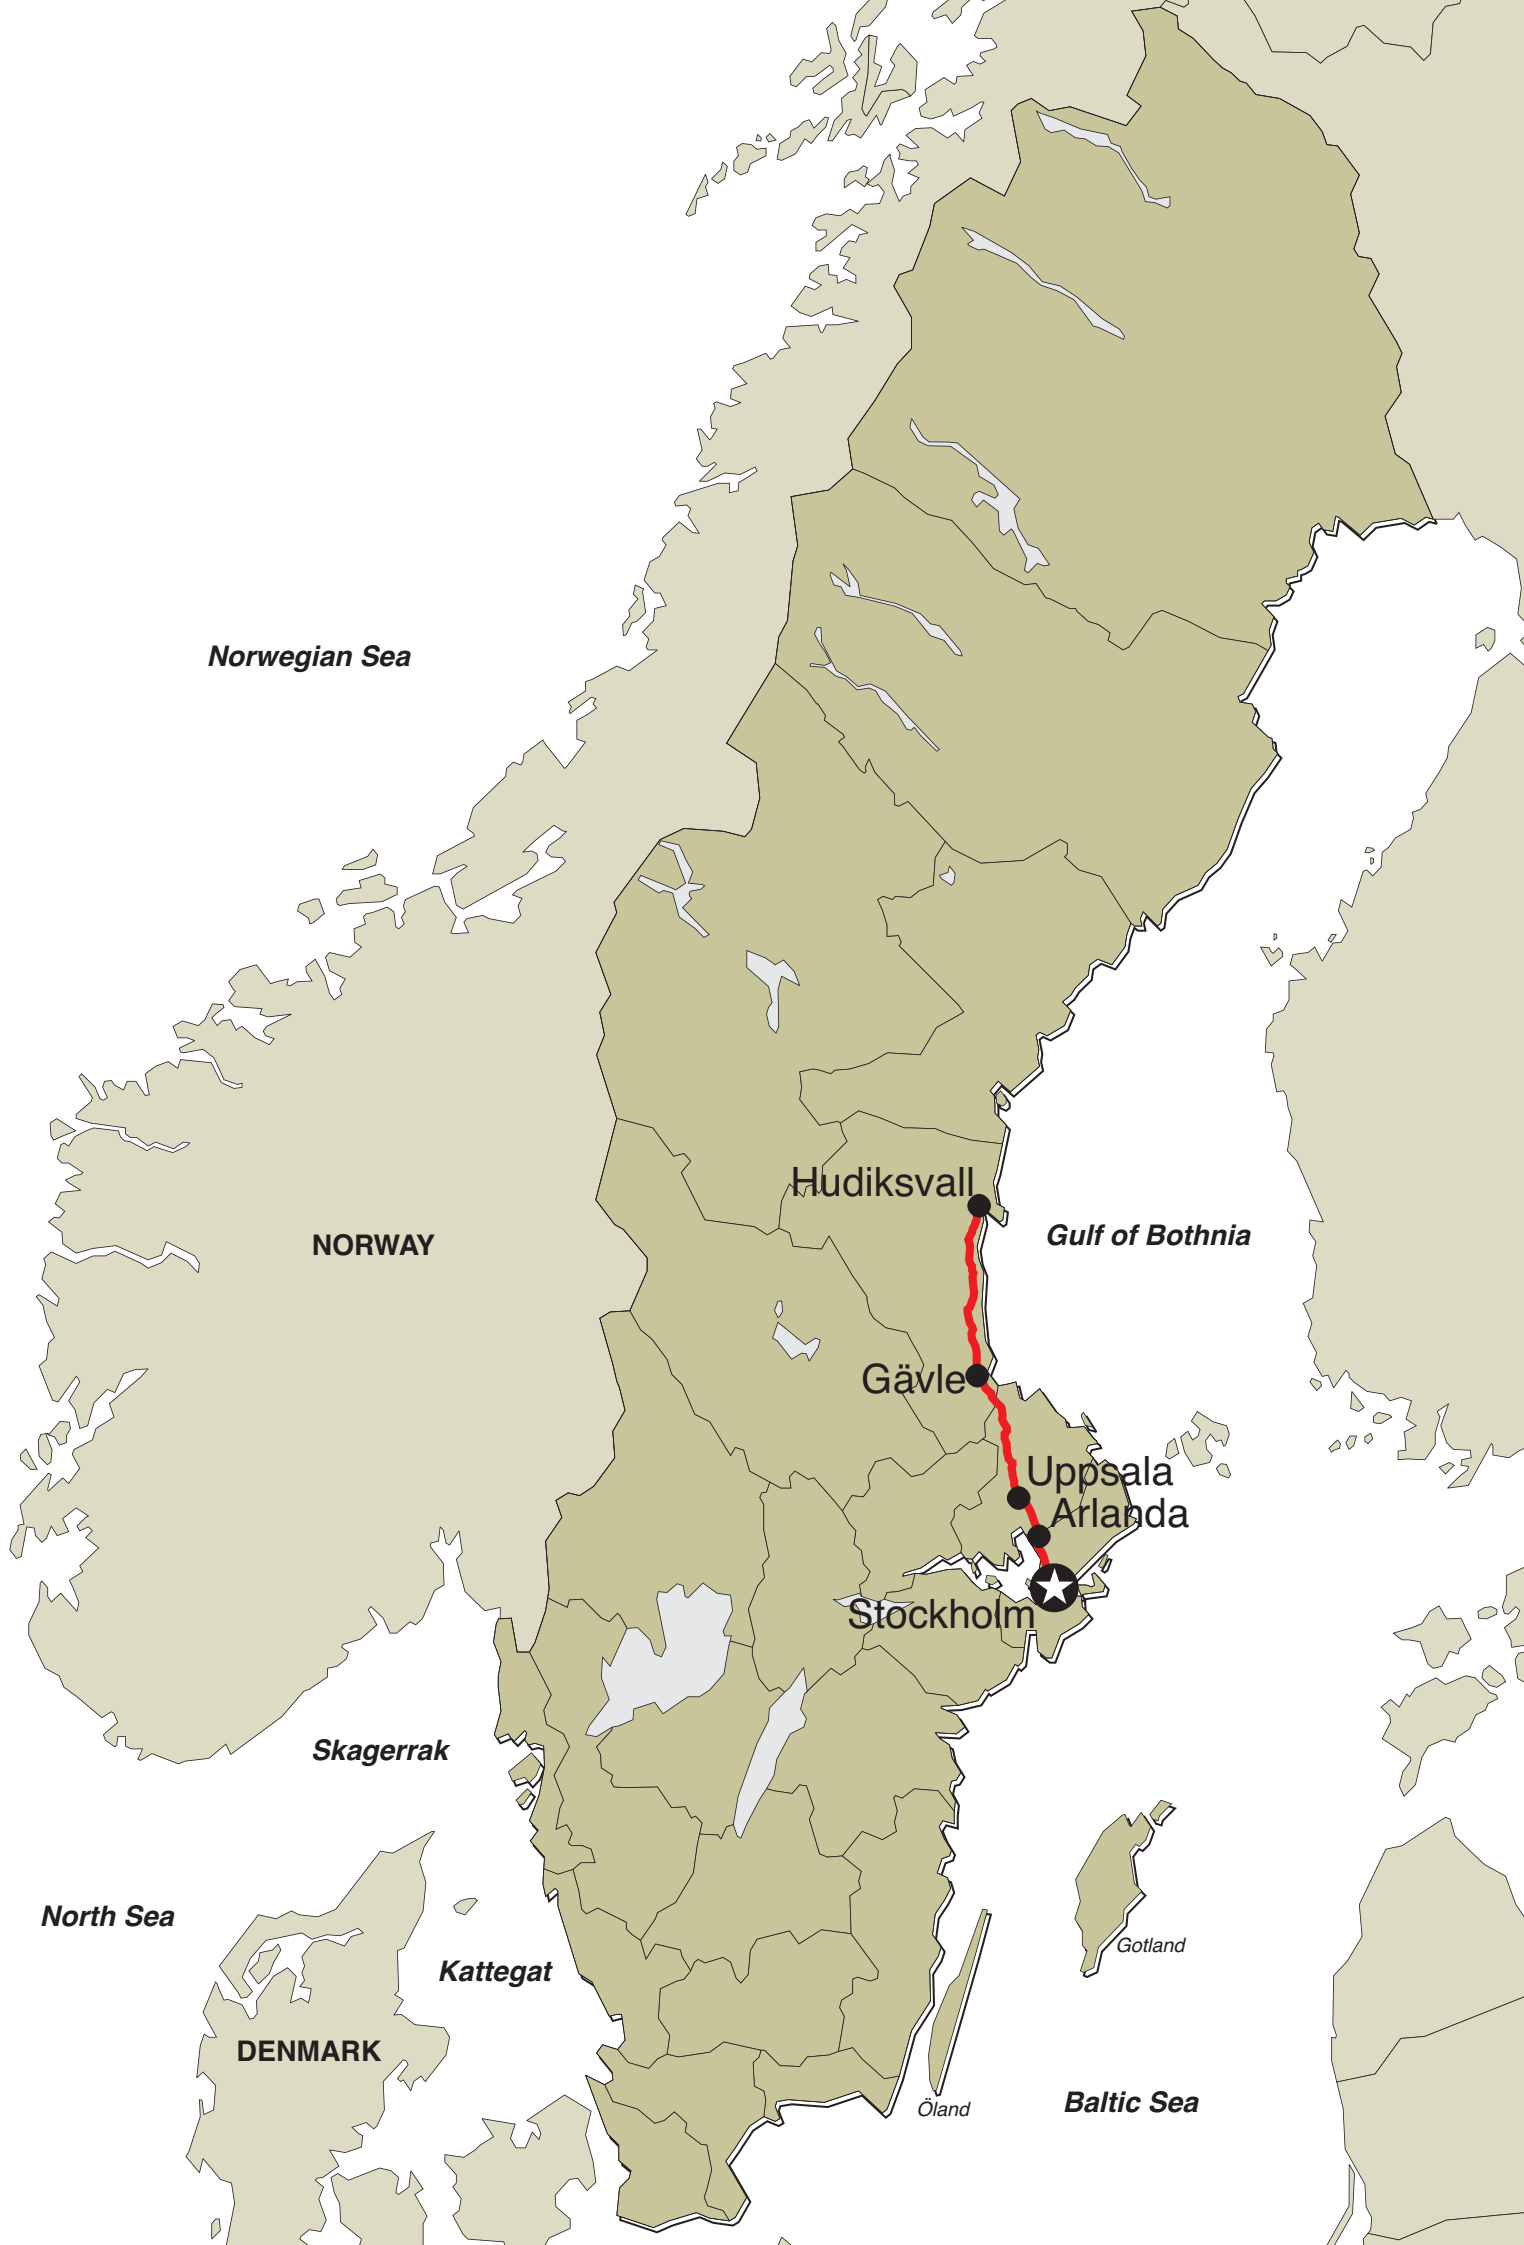 Norwegian Sea
Hudiksvall
Gulf of Bothnia
NORWAY
Gävle
Uppsala
Arlanda
Stockholm
Skagerrak
North Sea
Gotland
Kattegat
DENMARK
Baltic Sea
Öland